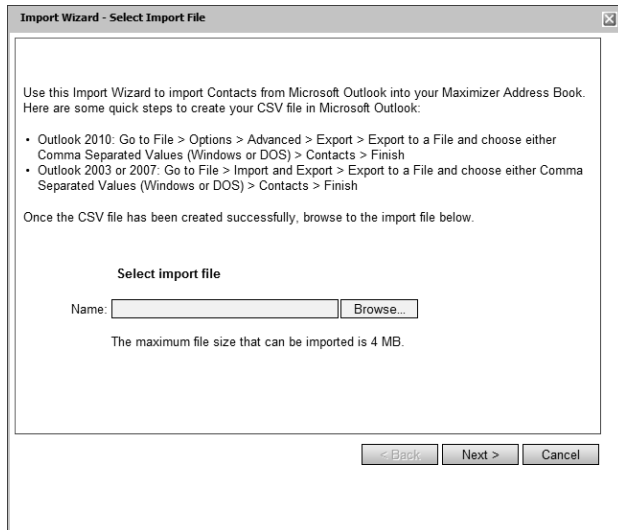 Import Wizard - Select Import File
Use this Import Wizard to import Contacts from Microsoft Outlook into your Maximizer Address Book.
Here are some quick steps to create your CSV file in Microsoft Outlook:
• Outlook 2010: Go to File > Options > Advanced > Export > Export to a File and choose either
Comma Separated Values (Windows or DOS) > Contacts > Finish
• Outlook 2003 or 2007: Go to File > Import and Export > Export to a File and choose either Comma
Separated Values (Windows or DOS) > Contacts > Finish
Once the CSV file has been created successfully, browse to the import file below.
Select import file
Name: Browse...
The maximum file size that can be imported is 4 MB.
< Back Next > Cancel